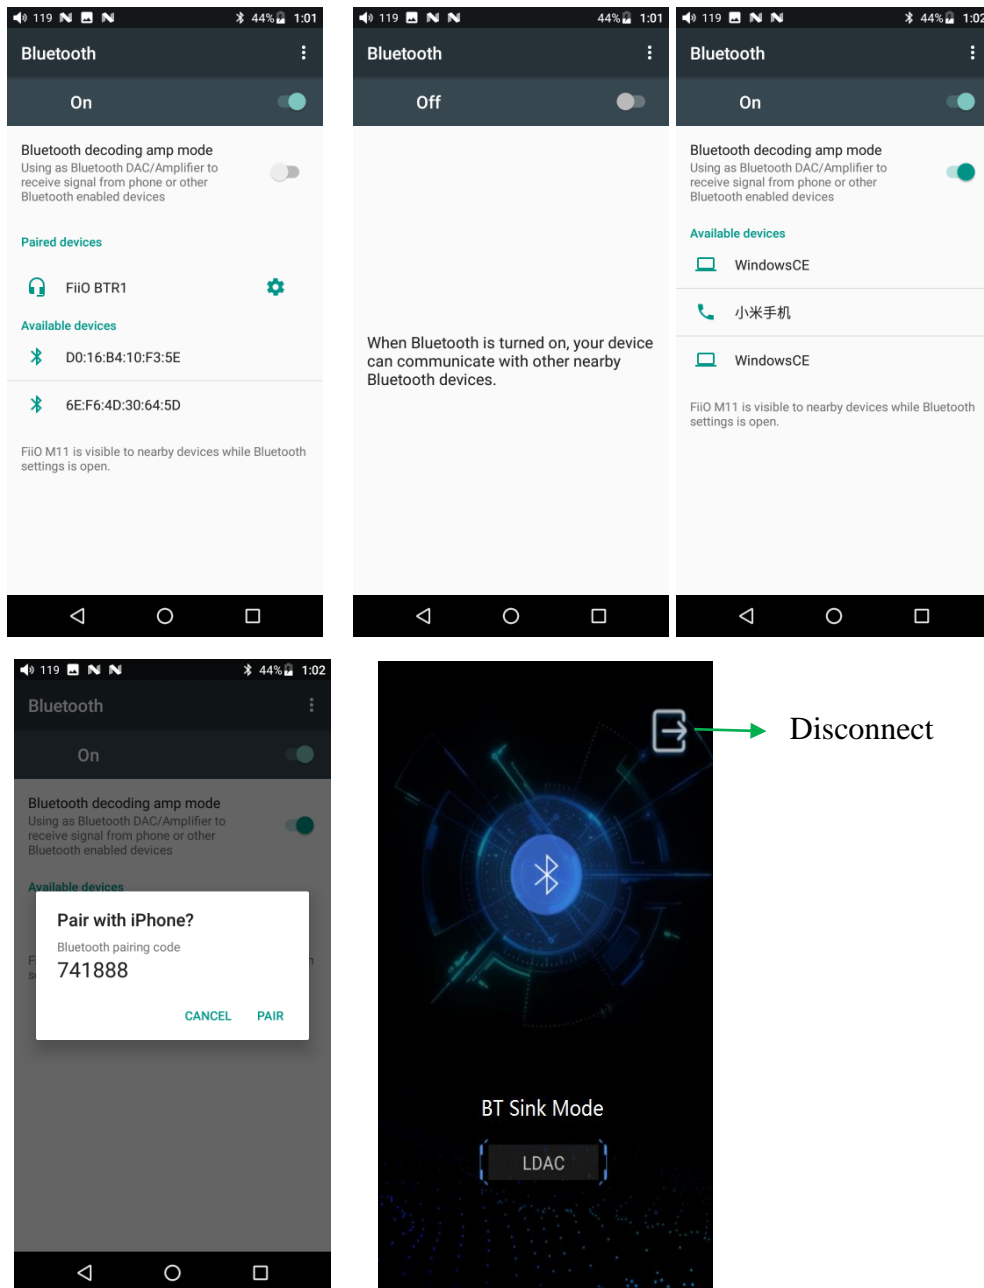 119 44% 1:01
Bluetooth
On
Bluetooth decoding amp mode
Using as Bluetooth DAC/Amplifier to
receive signal from phone or other
Bluetooth enabled devices
Paired devices
FiiO BTR1
Available devices
D0:16:B4:10:F3:5E
6E:F6:4D:30:64:5D
FiiO M11 is visible to nearby devices while Bluetooth
settings is open.
119 44% 1:01
Bluetooth
Off
When Bluetooth is turned on, your device
can communicate with other nearby
Bluetooth devices.
119 44% 1:02
Bluetooth
On
Bluetooth decoding amp mode
Using as Bluetooth DAC/Amplifier to
receive signal from phone or other
Bluetooth enabled devices
Available devices
WindowsCE
小米手机
WindowsCE
FiiO M11 is visible to nearby devices while Bluetooth
settings is open.
119 44% 1:02
Bluetooth
On
Bluetooth decoding amp mode
Using as Bluetooth DAC/Amplifier to
receive signal from phone or other
Bluetooth enabled devices
Available devices
Pair with iPhone?
Bluetooth pairing code
741888
CANCEL PAIR
Disconnect
BT Sink Mode
LDAC